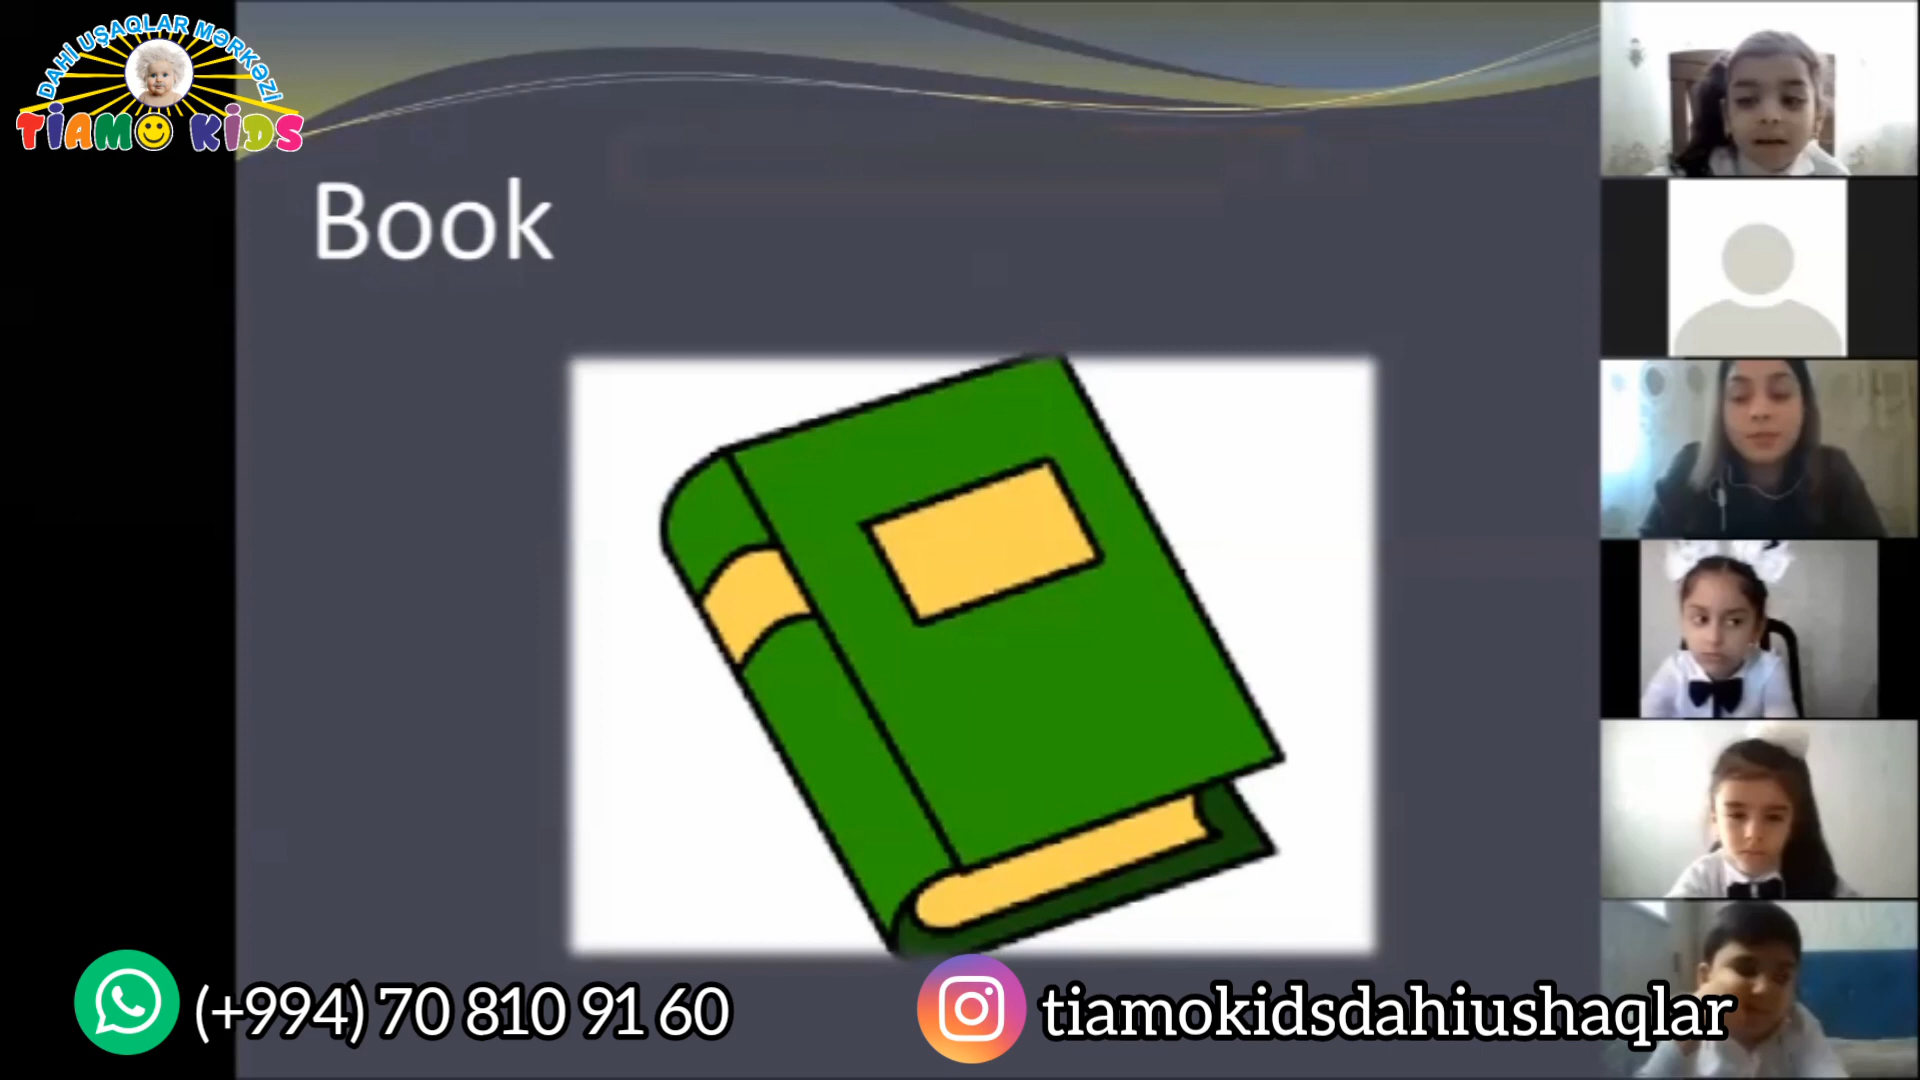 DAHİ UŞAQLAR MƏRKƏZİ
TİAMO KİDS
Book
(+994) 70 810 91 60
tiamokidsdahiushaqlar